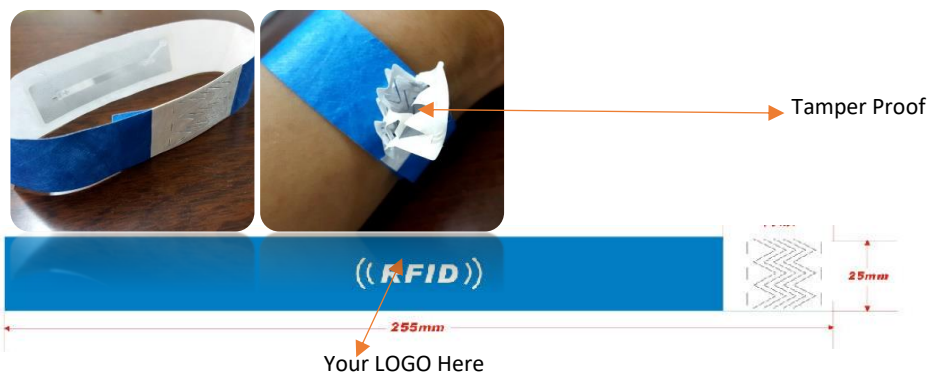 Tamper Proof
((RFID))
25mm
255mm
Your LOGO Here